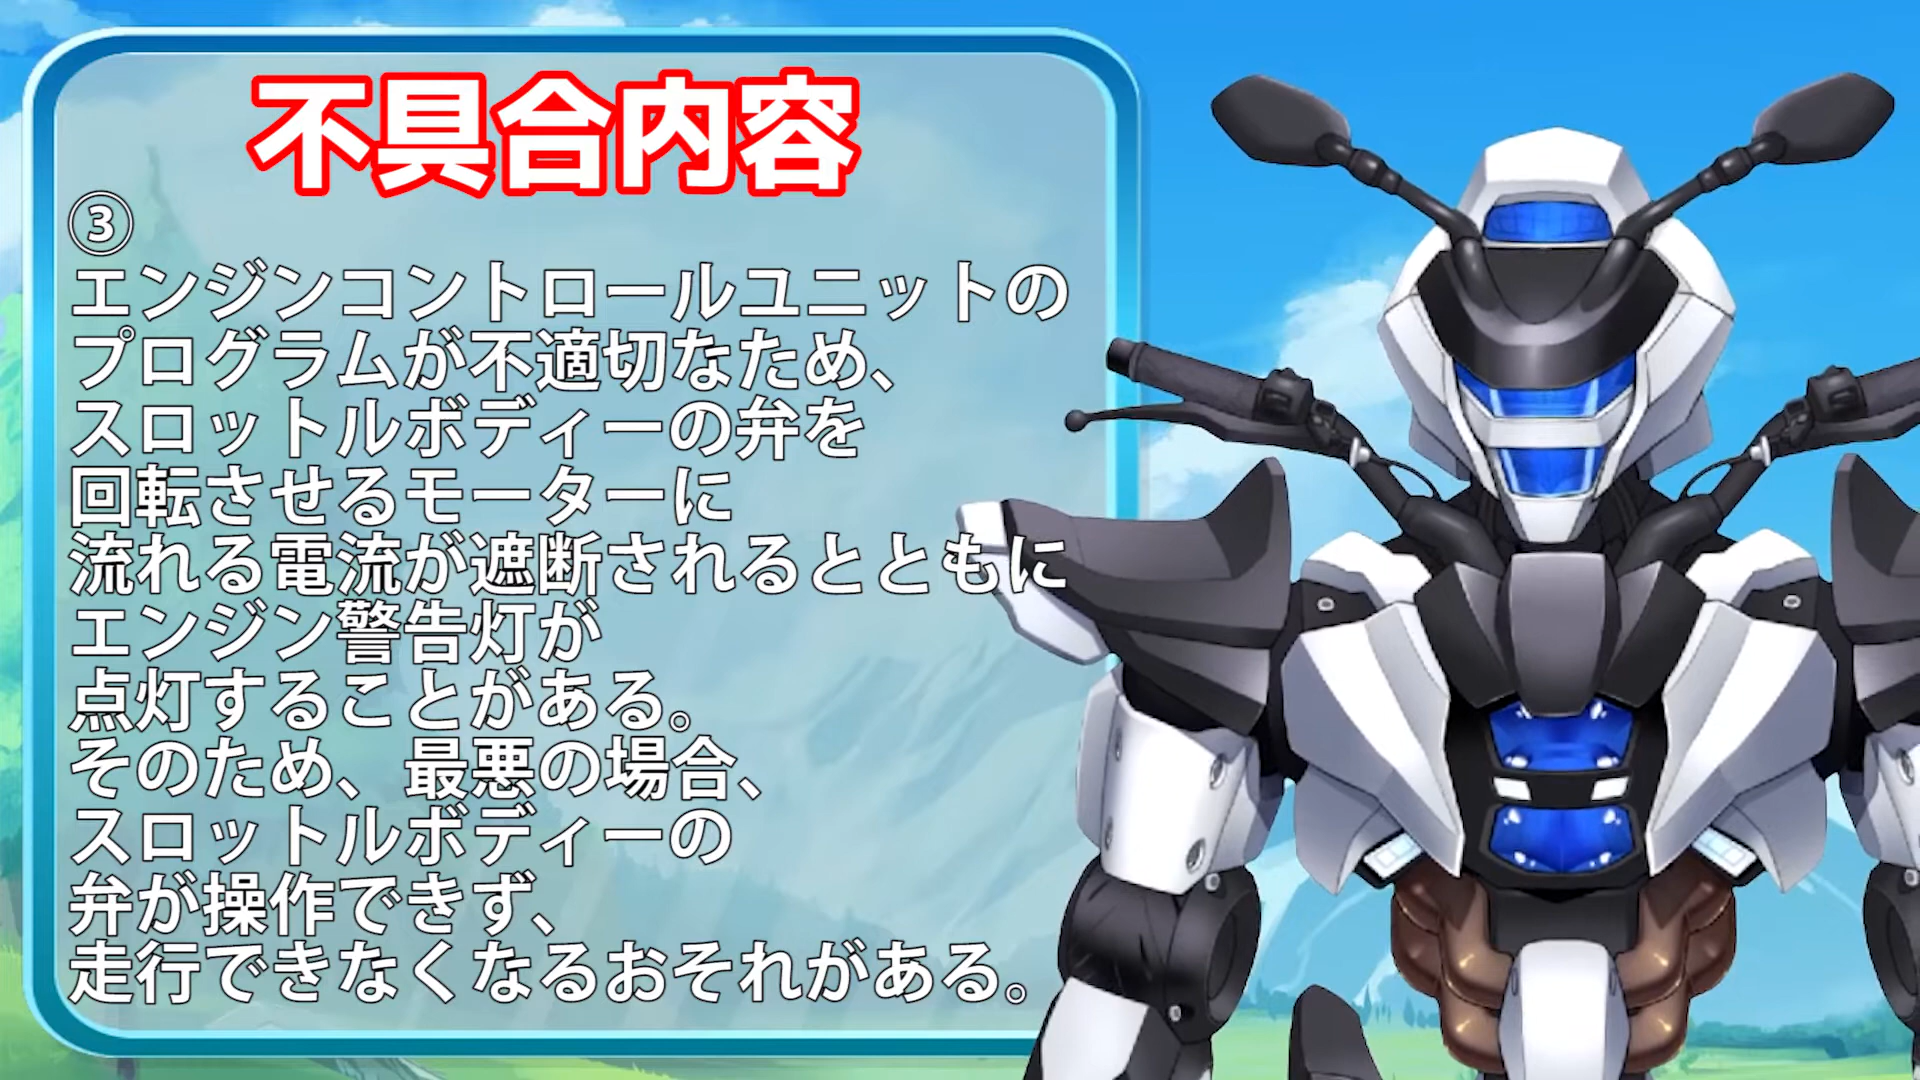 不具合内容
③
エンジンコントロールユニットの
プログラムが不適切なため、
スロットルボディーの弁を
回転させるモーターに
流れる電流が遮断されるとともに
エンジン警告灯が
点灯することがある。
そのため、最悪の場合、
スロットルボディーの
弁が操作できず、
走行できなくなるおそれがある。